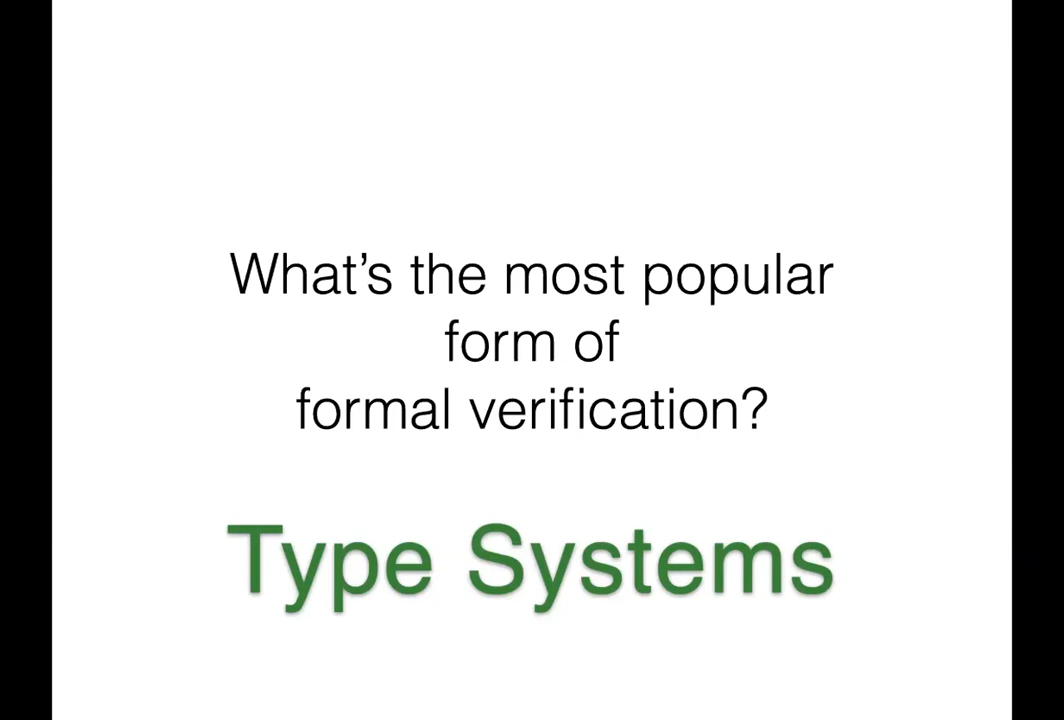 What’s the most popular
form of
formal verification?
Type Systems